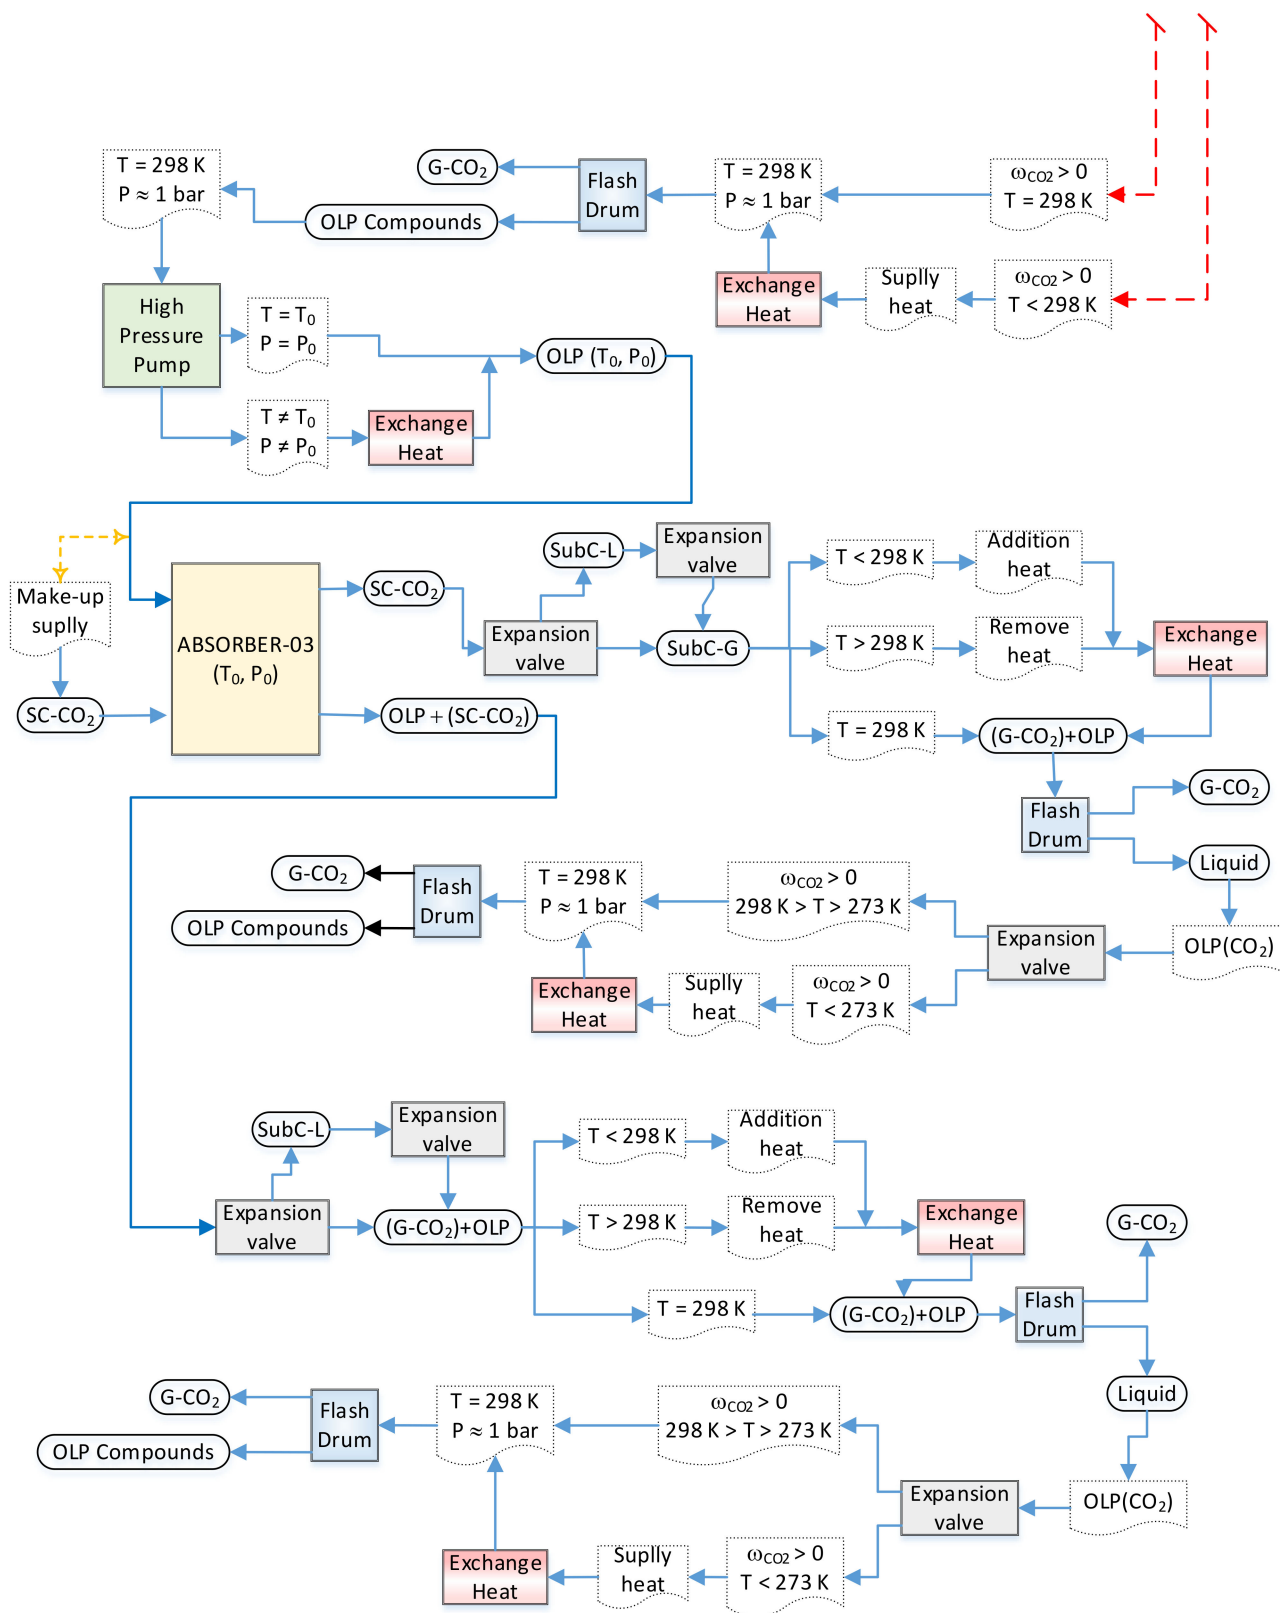 T = 298 K
P ≈ 1 bar
G-CO₂
OLP Compounds
Flash
Drum
T = 298 K
P ≈ 1 bar
ωCO2 > 0
T = 298 K
Exchange
Heat
Suplly
heat
ωCO2 > 0
T < 298 K
High
Pressure
Pump
T = T₀
P = P₀
OLP (T₀, P₀)
T ≠ T₀
P ≠ P₀
Exchange
Heat
Make-up
suplly
SC-CO₂
ABSORBER-03
(T₀, P₀)
SC-CO₂
OLP + (SC-CO₂)
SubC-L
Expansion
valve
Expansion
valve
SubC-G
T < 298 K
Addition
heat
T > 298 K
Remove
heat
Exchange
Heat
T = 298 K
(G-CO₂)+OLP
Flash
Drum
G-CO₂
Liquid
G-CO₂
OLP Compounds
Flash
Drum
T = 298 K
P ≈ 1 bar
ωCO2 > 0
298 K > T > 273 K
Expansion
valve
OLP(CO₂)
Exchange
Heat
Suplly
heat
ωCO2 > 0
T < 273 K
SubC-L
Expansion
valve
Expansion
valve
(G-CO₂)+OLP
T < 298 K
Addition
heat
T > 298 K
Remove
heat
Exchange
Heat
T = 298 K
(G-CO₂)+OLP
Flash
Drum
G-CO₂
Liquid
G-CO₂
OLP Compounds
Flash
Drum
T = 298 K
P ≈ 1 bar
ωCO2 > 0
298 K > T > 273 K
Expansion
valve
OLP(CO₂)
Exchange
Heat
Suplly
heat
ωCO2 > 0
T < 273 K